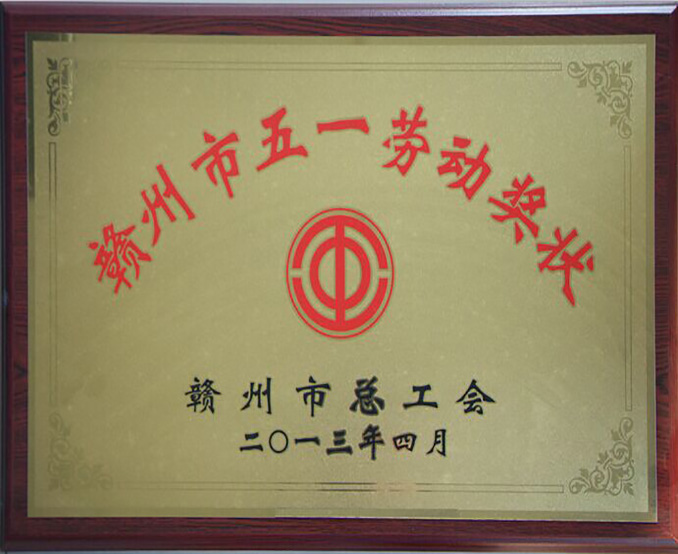 赣州市五一劳动奖状
赣州市总工会
二〇一三年四月